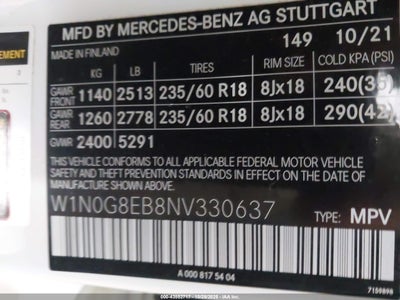 MFD BY MERCEDES-BENZ AG STUTTGART
MADE IN FINLAND 149 10/21
KG LB TIRES RIM SIZE COLD KPA (PSI)
GAWR FRONT 1140 2513 235/60 R18 8Jx18 240(35)
GAWR REAR 1260 2778 235/60 R18 8Jx18 290(42)
GVWR 2400 5291
THIS VEHICLE CONFORMS TO ALL APPLICABLE FEDERAL MOTOR VEHICLE
SAFETY AND THEFT PREVENTION STANDARDS IN EFFECT ON THE DATE OF
MANUFACTURE SHOWN ABOVE.
W1N0G8EB8NV330637 TYPE: MPV
A 000 817 54 04
7159898
EMENT
3